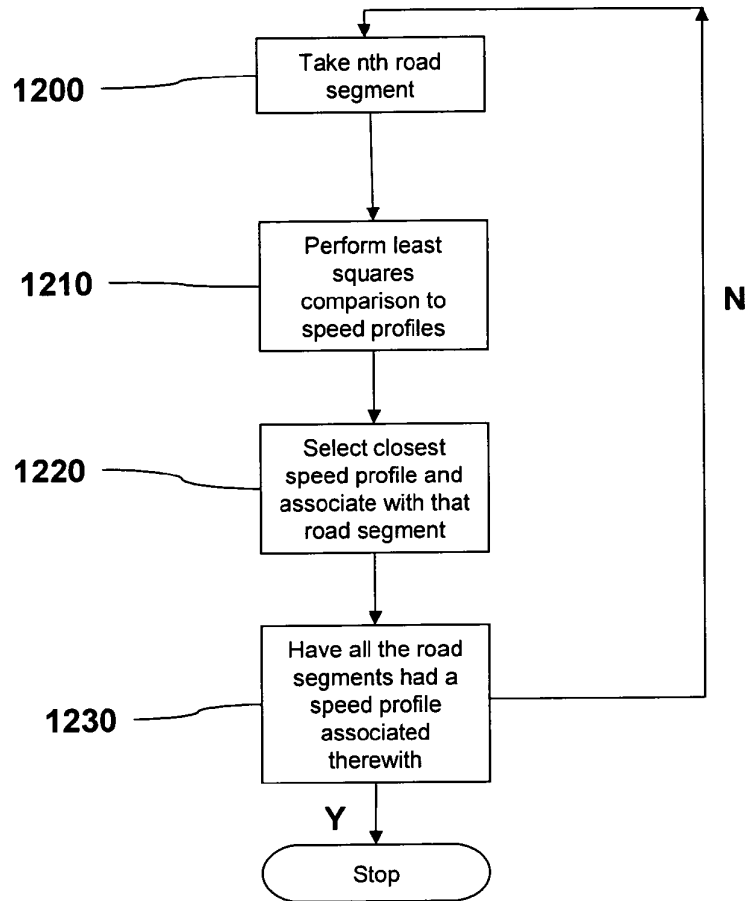 1200
Take nth road
segment
1210
Perform least
squares
comparison to
speed profiles
N
1220
Select closest
speed profile and
associate with that
road segment
1230
Have all the road
segments had a
speed profile
associated
therewith
Y
Stop